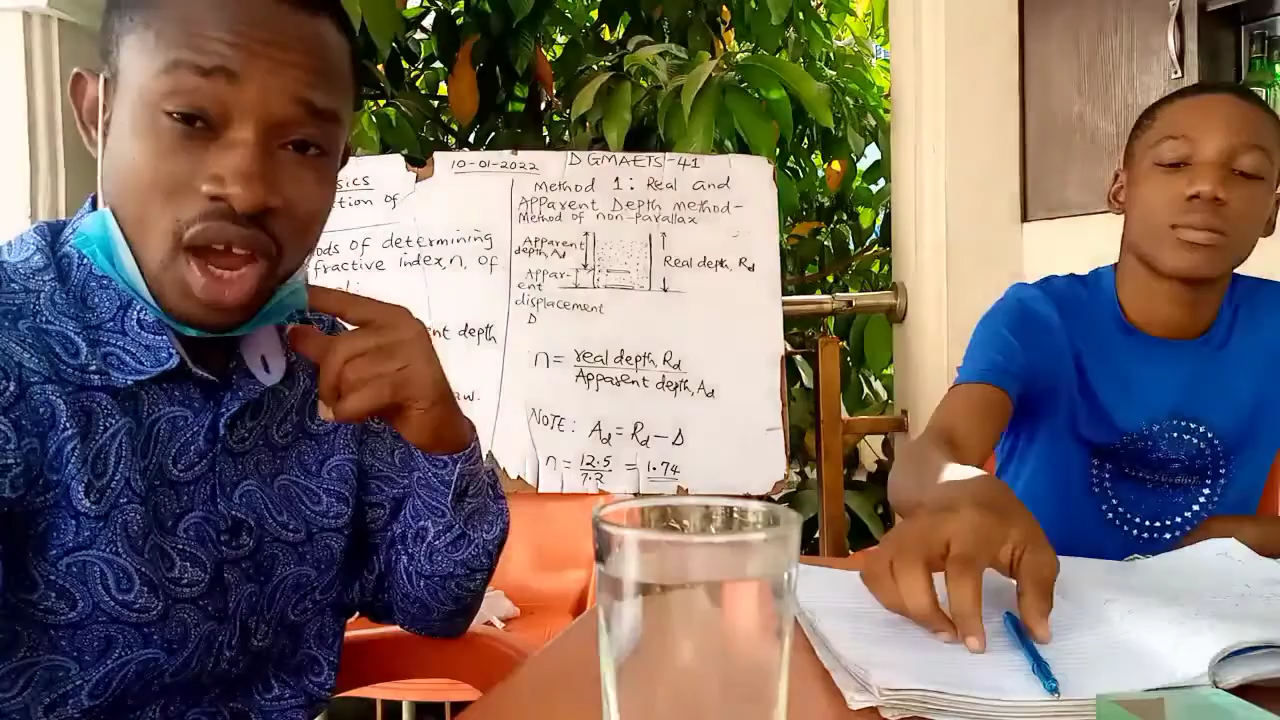 sics
tion of
ods of determining
fractive index, n, of
nt depth
aw.
10-01-2022 DGMAETS-41
Method 1: Real and
Apparent Depth method-
Method of non-parallax
Apparent
depth, Ad
Real depth, Rd
Appar-
ent
displacement
D
n = real depth, Rd
Apparent depth, Ad
NOTE: Ad = Rd - D
n = 12.5 = 1.74
7.2